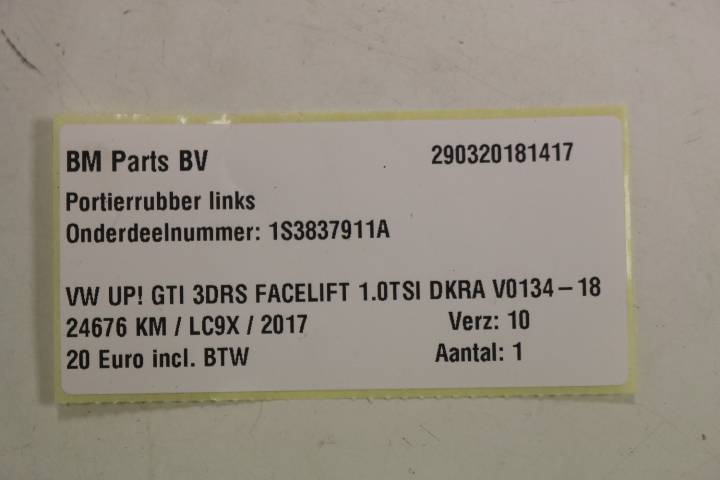 BM Parts BV 290320181417
Portierrubber links
Onderdeelnummer: 1S3837911A
VW UP! GTI 3DRS FACELIFT 1.0TSI DKRA V0134-18
24676 KM / LC9X / 2017 Verz: 10
20 Euro incl. BTW Aantal: 1